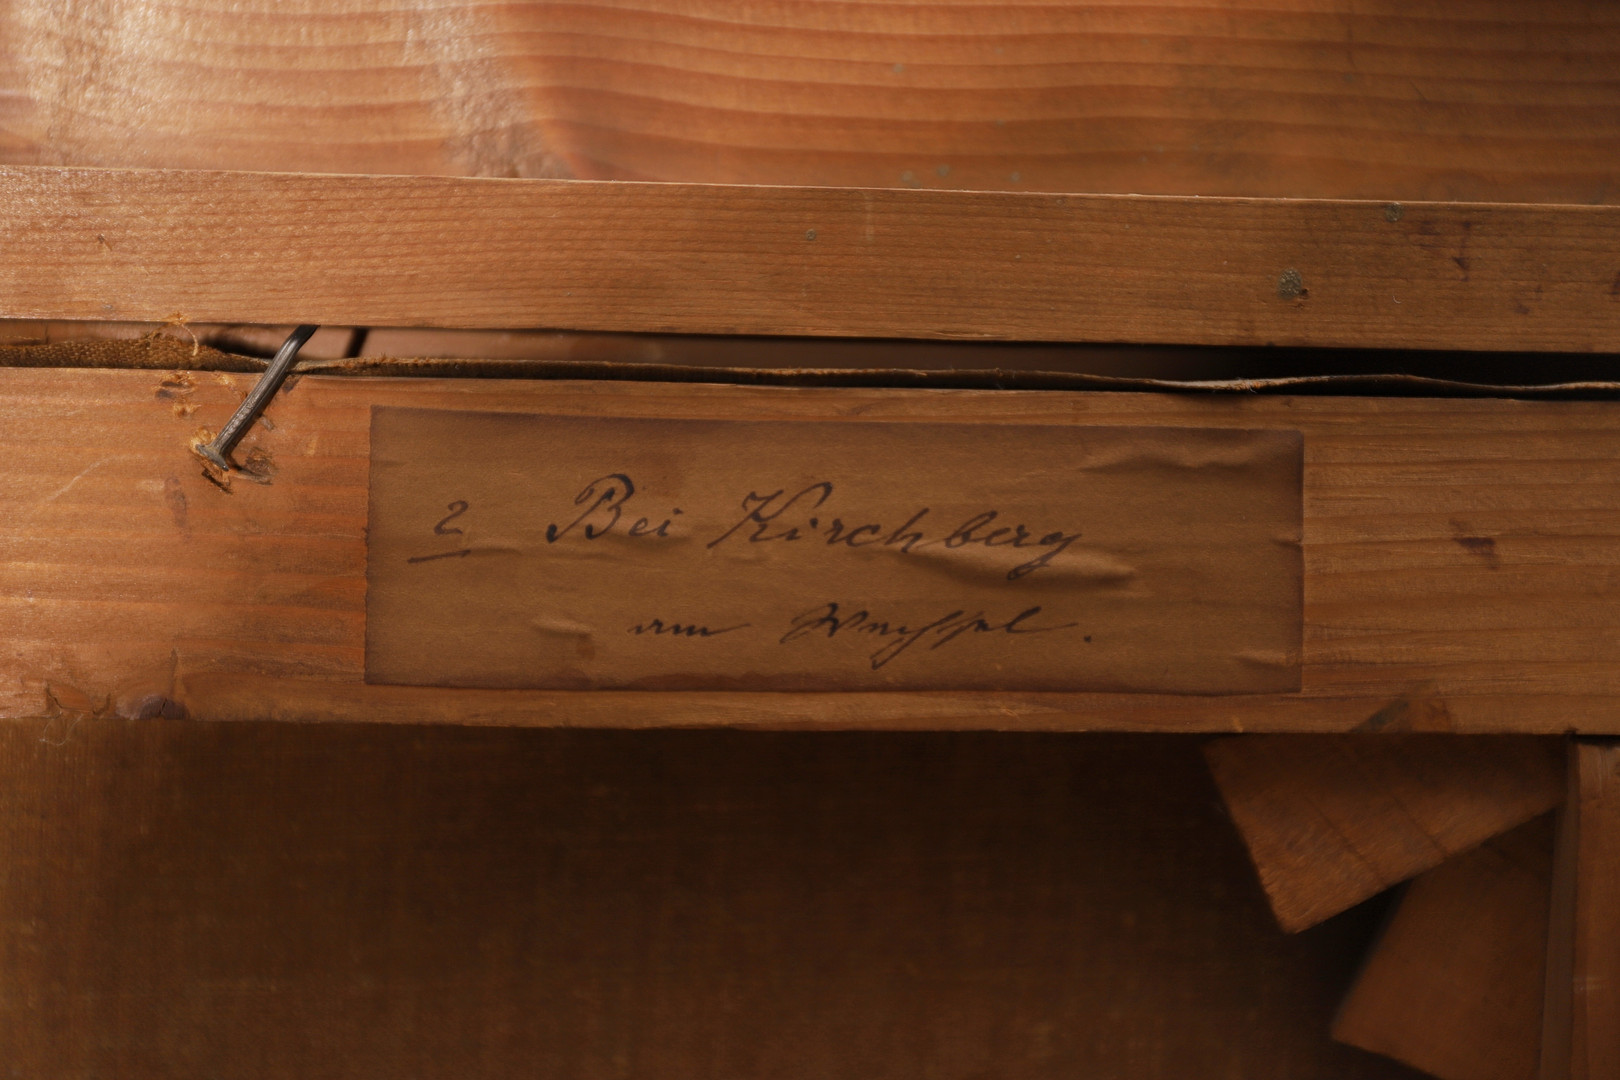 2 Bei Kirchberg
am Wechsel.